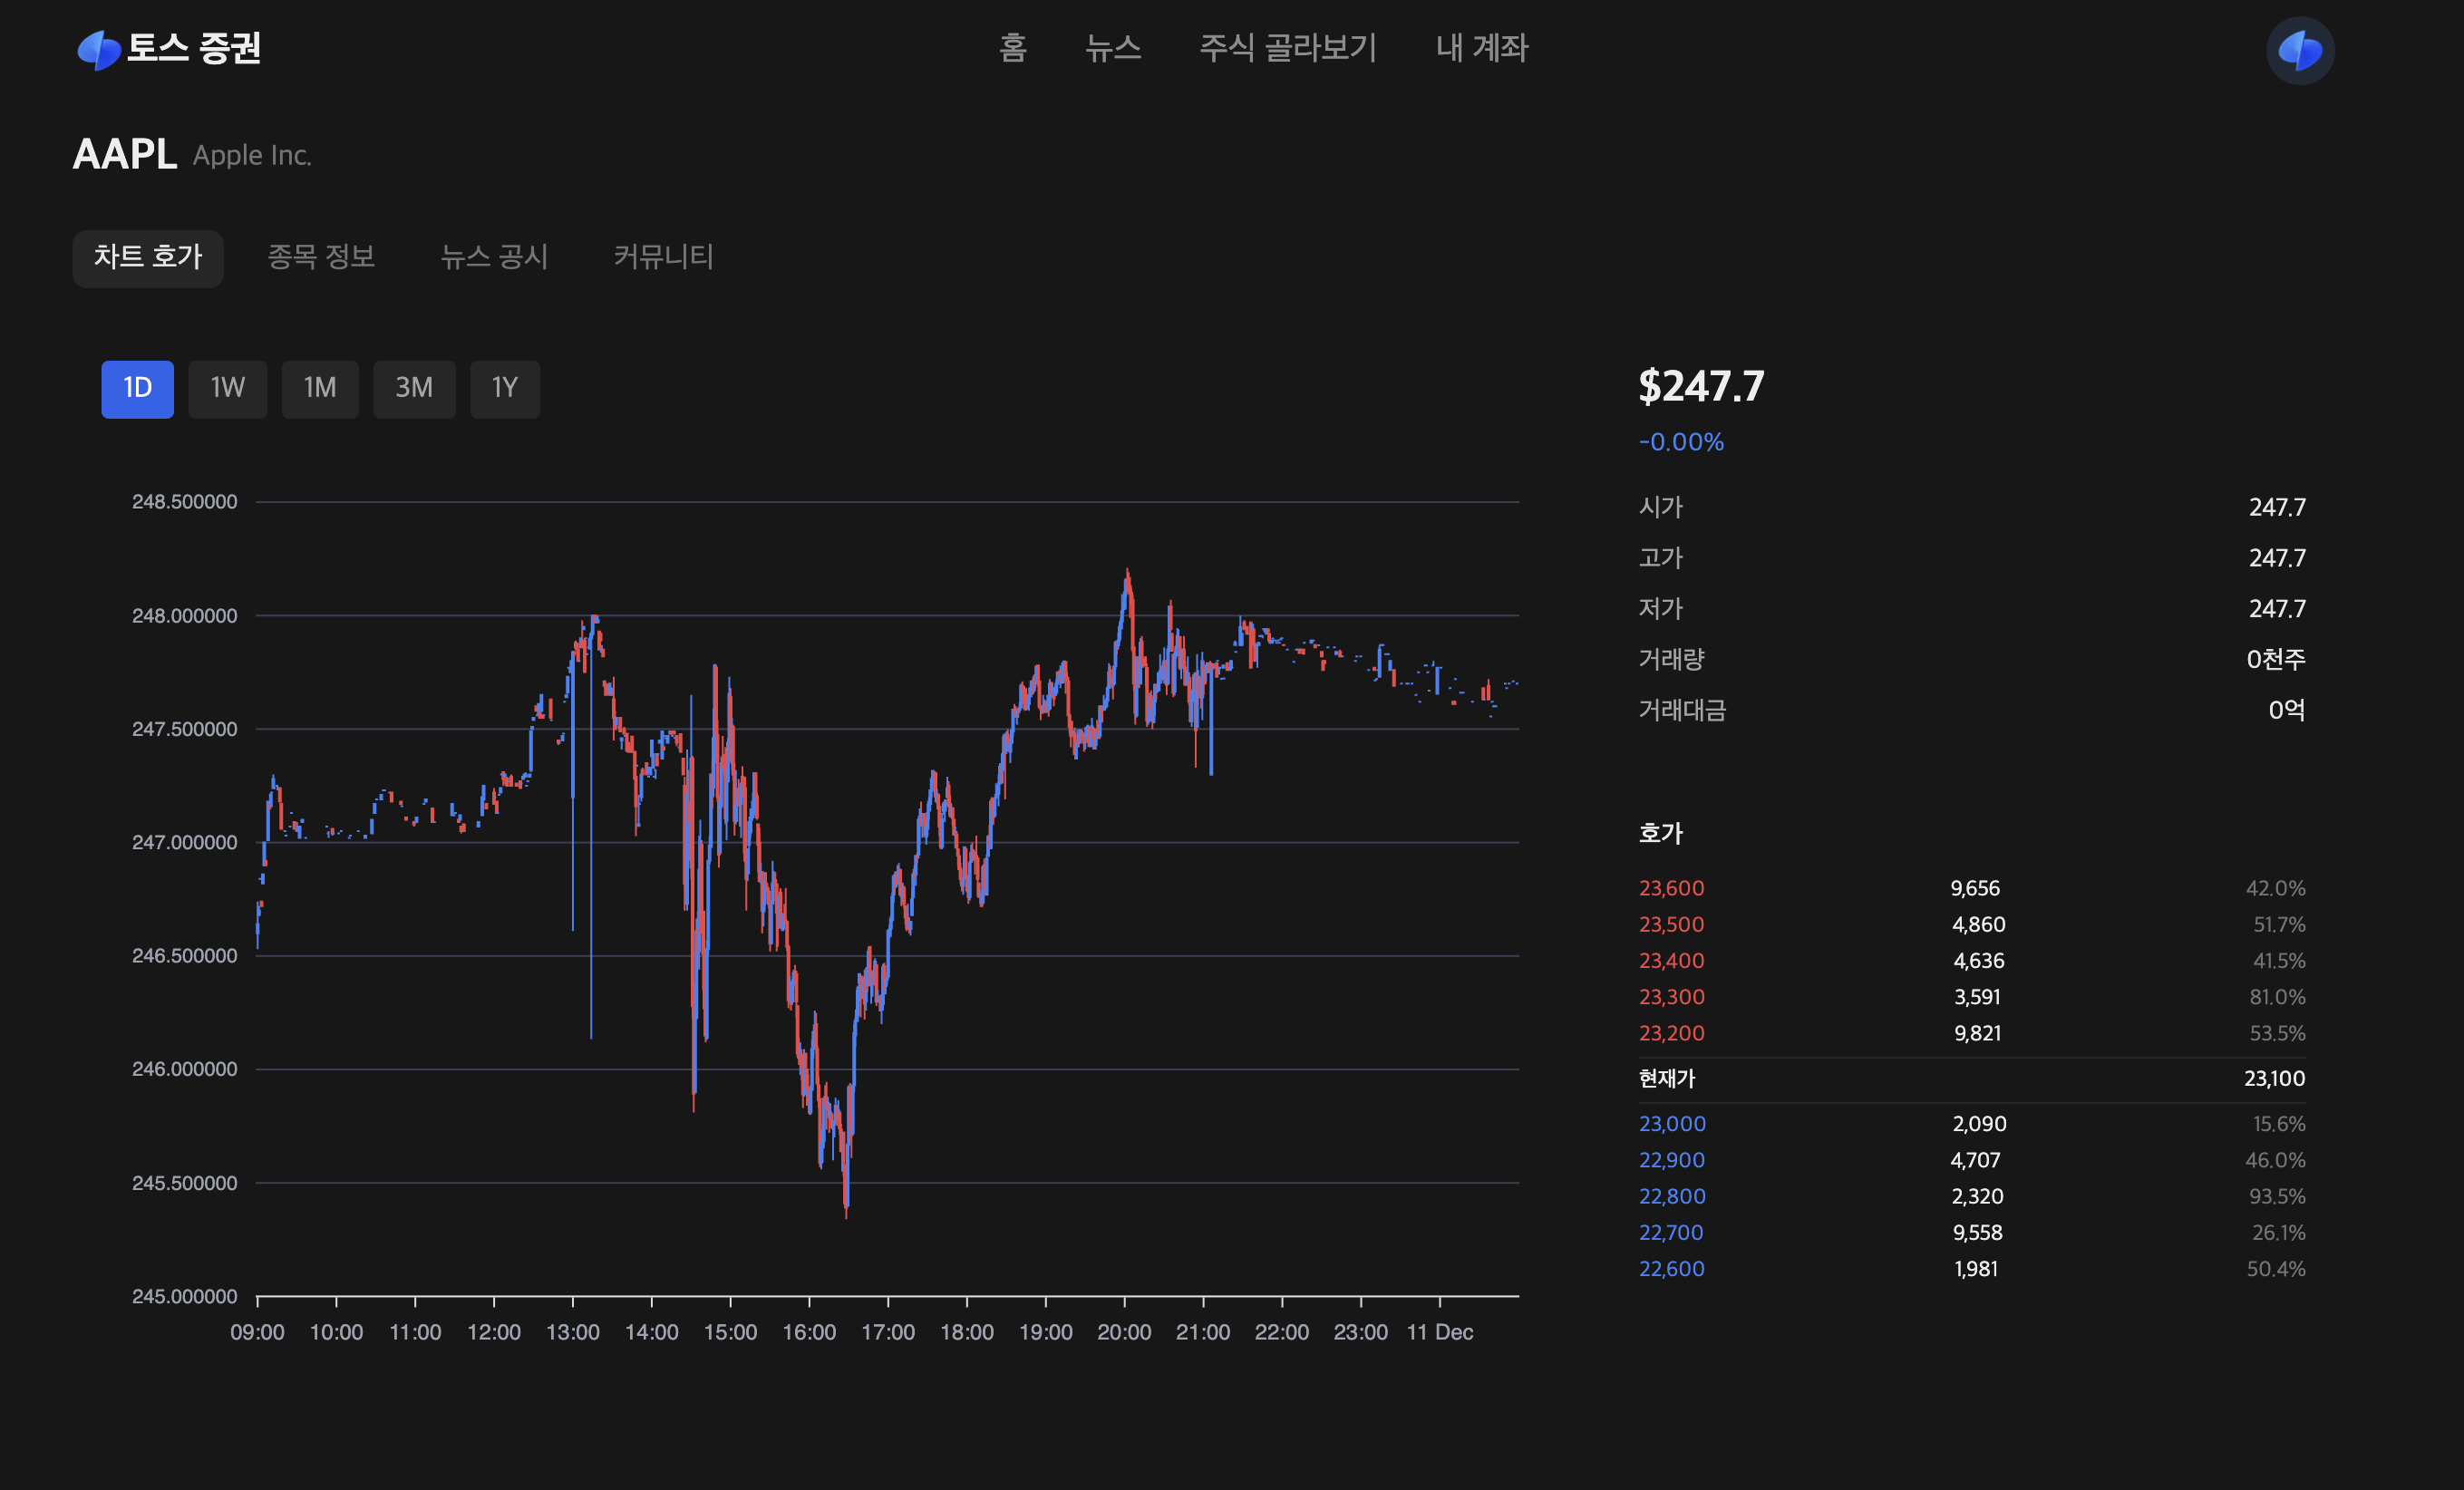 토스 증권
홈 뉴스 주식 골라보기 내 계좌
AAPL Apple Inc.
차트 호가 종목 정보 뉴스 공시 커뮤니티
1D 1W 1M 3M 1Y
248.500000
248.000000
247.500000
247.000000
246.500000
246.000000
245.500000
245.000000
09:00 10:00 11:00 12:00 13:00 14:00 15:00 16:00 17:00 18:00 19:00 20:00 21:00 22:00 23:00 11 Dec
$247.7
-0.00%
시가 247.7
고가 247.7
저가 247.7
거래량 0천주
거래대금 0억
호가
23,600 9,656 42.0%
23,500 4,860 51.7%
23,400 4,636 41.5%
23,300 3,591 81.0%
23,200 9,821 53.5%
현재가 23,100
23,000 2,090 15.6%
22,900 4,707 46.0%
22,800 2,320 93.5%
22,700 9,558 26.1%
22,600 1,981 50.4%